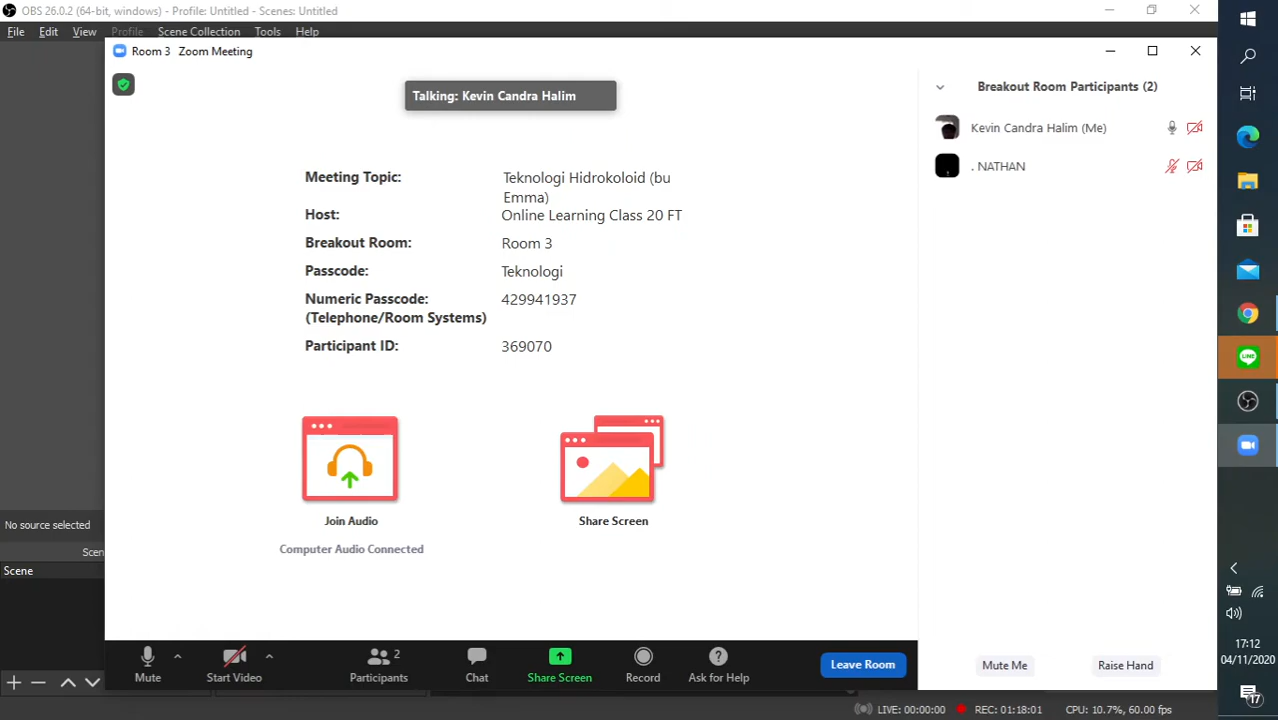 OBS 26.0.2 (64-bit, windows) - Profile: Untitled - Scenes: Untitled
File Edit View Profile Scene Collection Tools Help
Room 3 Zoom Meeting
Talking: Kevin Candra Halim
Breakout Room Participants (2)
Kevin Candra Halim (Me)
. NATHAN
Meeting Topic: Teknologi Hidrokoloid (bu
Emma)
Host: Online Learning Class 20 FT
Breakout Room: Room 3
Passcode: Teknologi
Numeric Passcode: 429941937
(Telephone/Room Systems)
Participant ID: 369070
LINE
Join Audio
Share Screen
Computer Audio Connected
No source selected
Scen
Scene
Mute
Start Video
2
Participants
Chat
Share Screen
Record
Ask for Help
Leave Room
Mute Me
Raise Hand
17:12
04/11/2020
17
LIVE: 00:00:00
REC: 01:18:01
CPU: 10.7%, 60.00 fps